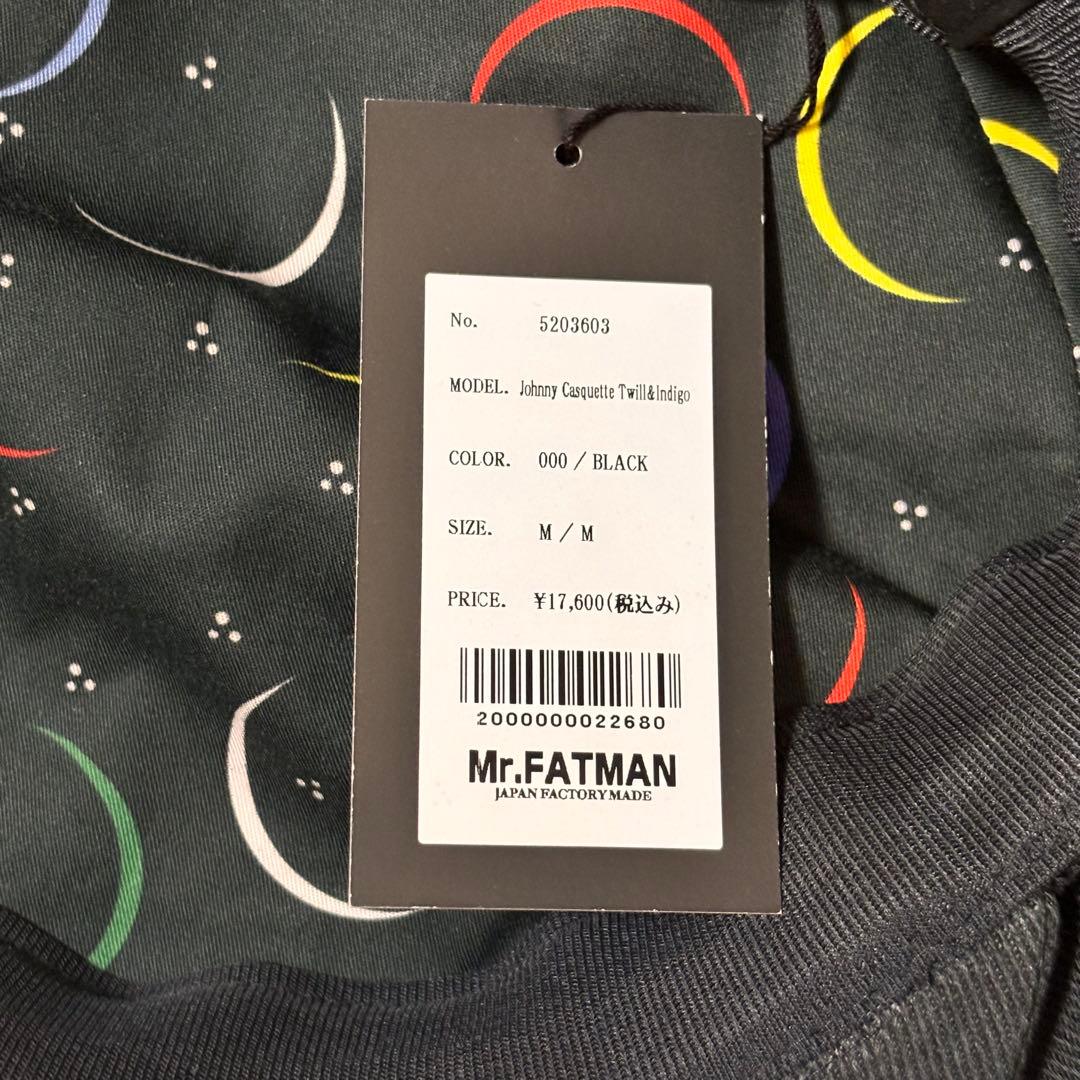 No. 5203603
MODEL. Johnny Casquette Twill&Indigo
COLOR. 000 / BLACK
SIZE. M / M
PRICE. ¥17,600(税込み)
2000000022680
Mr.FATMAN
JAPAN FACTORY MADE